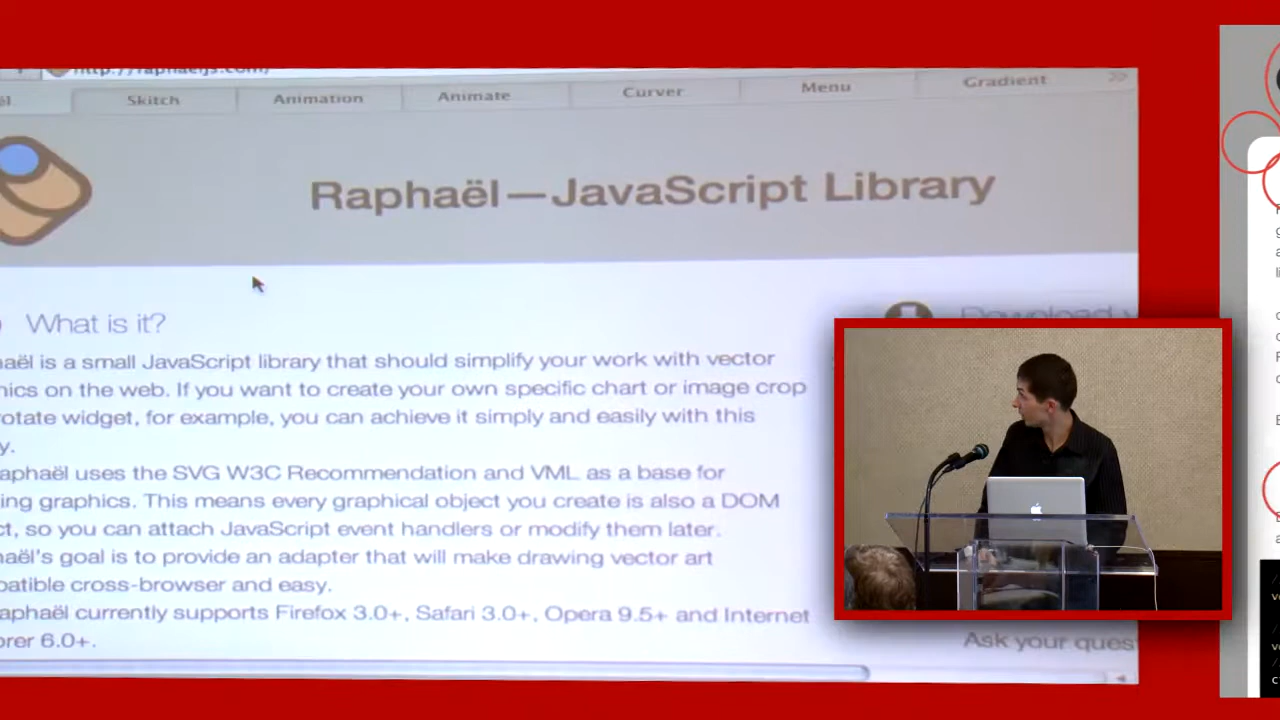 http://raphaeljs.com/
Skitch Animation Animate Curver Menu Gradient >>
Raphaël—JavaScript Library
What is it?
Download
aël is a small JavaScript library that should simplify your work with vector
hics on the web. If you want to create your own specific chart or image crop
otate widget, for example, you can achieve it simply and easily with this
y.
aphaël uses the SVG W3C Recommendation and VML as a base for
ing graphics. This means every graphical object you create is also a DOM
ct, so you can attach JavaScript event handlers or modify them later.
aël's goal is to provide an adapter that will make drawing vector art
patible cross-browser and easy.
aphaël currently supports Firefox 3.0+, Safari 3.0+, Opera 9.5+ and Internet
rer 6.0+.
Ask your ques